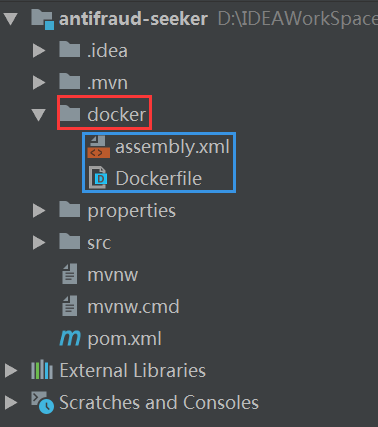 antifraud-seeker D:\IDEAWorkSpace
.idea
.mvn
docker
assembly.xml
Dockerfile
properties
src
mvnw
mvnw.cmd
pom.xml
External Libraries
Scratches and Consoles